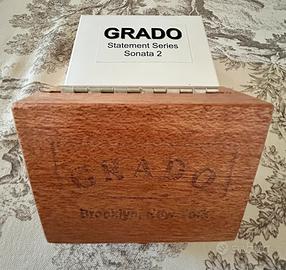 GRADO
Statement Series
Sonata 2
GRADO
Brooklyn, New York